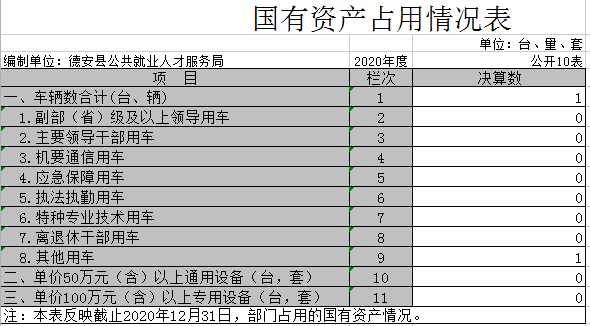 国有资产占用情况表
单位：台、量、套
编制单位：德安县公共就业人才服务局 2020年度 公开10表
项 目 栏次 决算数
一、车辆数合计(台、辆) 1 1
1.副部（省）级及以上领导用车 2 0
2.主要领导干部用车 3 0
3.机要通信用车 4 0
4.应急保障用车 5 0
5.执法执勤用车 6 0
6.特种专业技术用车 7 0
7.离退休干部用车 8 0
8.其他用车 9 1
二、单价50万元（含）以上通用设备（台，套） 10 0
三、单价100万元（含）以上专用设备（台，套） 11 0
注：本表反映截止2020年12月31日，部门占用的国有资产情况。